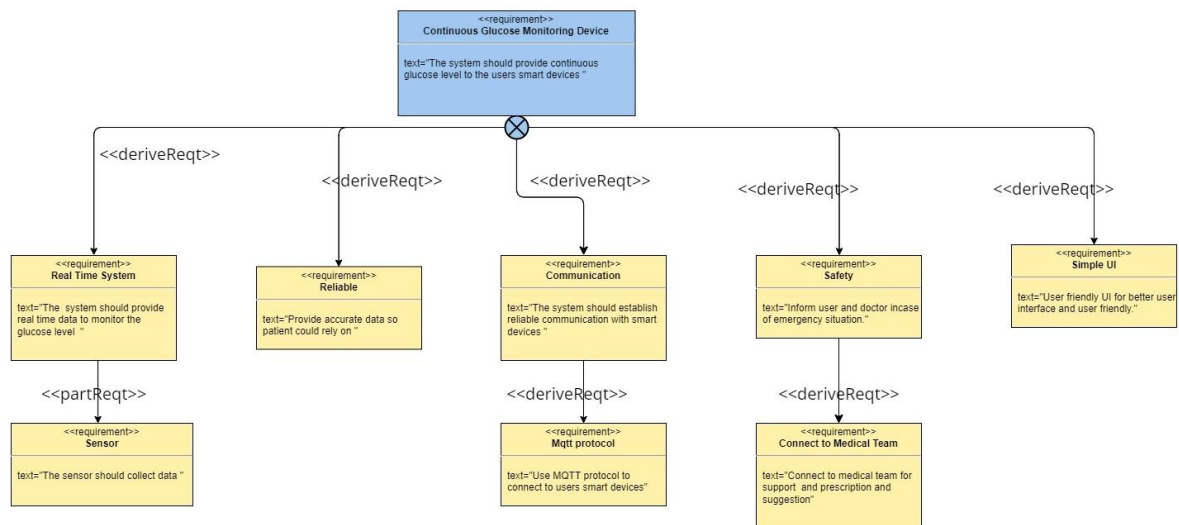 <<requirement>>
Continuous Glucose Monitoring Device
text="The system should provide continuous
glucose level to the users smart devices "
<<deriveReqt>>
<<deriveReqt>>
<<deriveReqt>>
<<deriveReqt>>
<<deriveReqt>>
<<requirement>>
Real Time System
text="The  system should provide
real time data to monitor the
glucose level  "
<<requirement>>
Reliable
text="Provide accurate data so
patient could rely on "
<<requirement>>
Communication
text="The system should establish
reliable communication with smart
devices "
<<requirement>>
Safety
text="Inform user and doctor incase
of emergency situation."
<<requirement>>
Simple UI
text="User friendly UI for better user
interface and user friendly."
<<partReqt>>
<<deriveReqt>>
<<deriveReqt>>
<<requirement>>
Sensor
text="The sensor should collect data "
<<requirement>>
Mqtt protocol
text="Use MQTT protocol to
connect to users smart devices"
<<requirement>>
Connect to Medical Team
text="Connect to medical team for
support  and prescription and
suggestion"